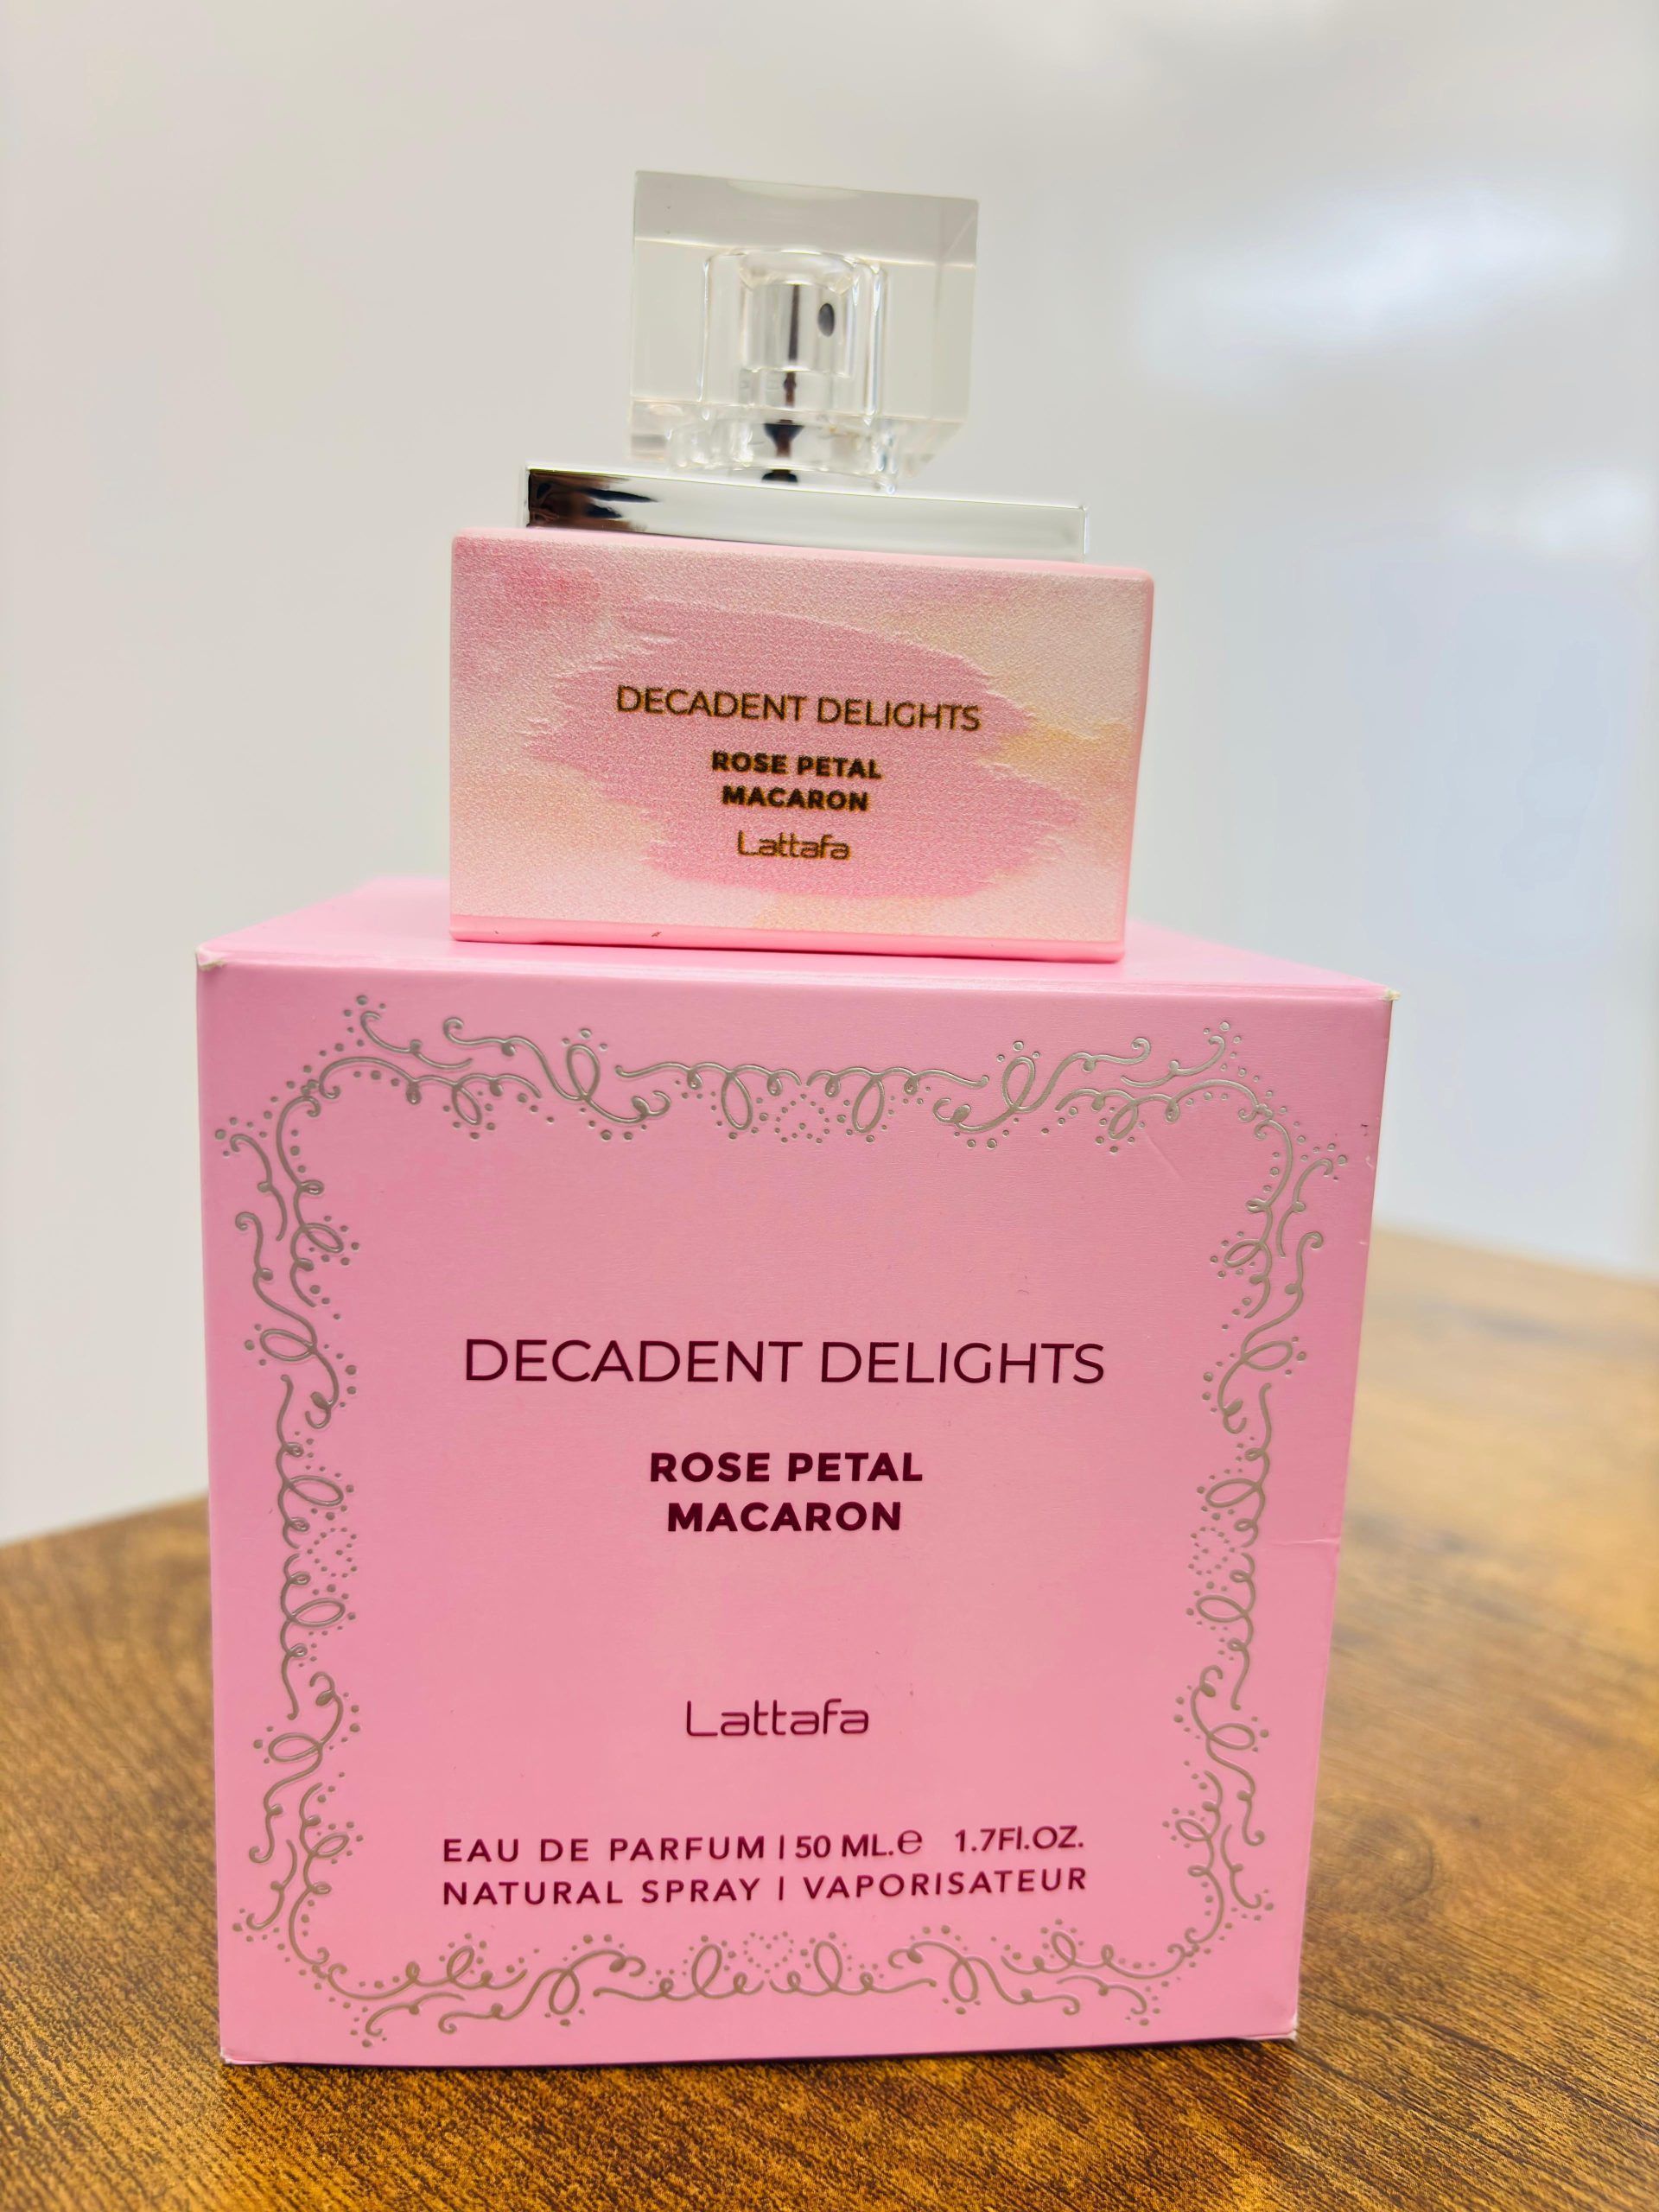 DECADENT DELIGHTS
ROSE PETAL
MACARON
Lattafa
DECADENT DELIGHTS
ROSE PETAL
MACARON
Lattafa
EAU DE PARFUM | 50 ML.℮ 1.7Fl.OZ.
NATURAL SPRAY | VAPORISATEUR